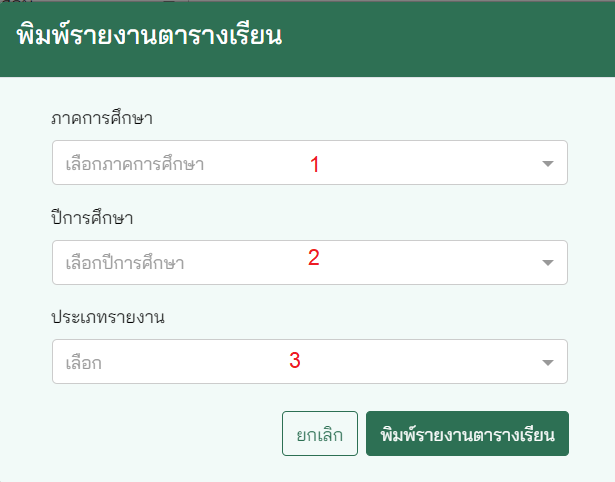 พิมพ์รายงานตารางเรียน
ภาคการศึกษา
เลือกภาคการศึกษา 1
ปีการศึกษา
เลือกปีการศึกษา 2
ประเภทรายงาน
เลือก 3
ยกเลิก พิมพ์รายงานตารางเรียน